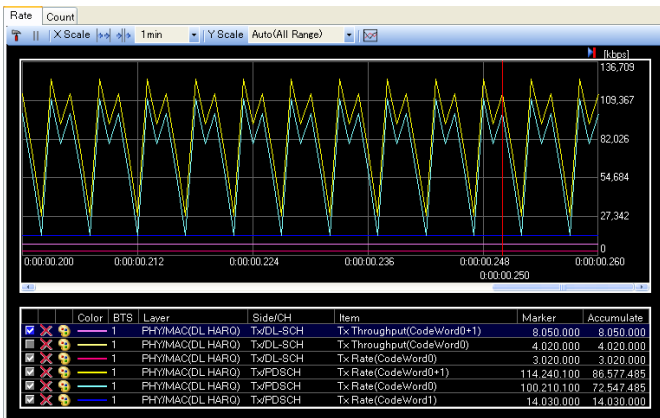 Rate Count
X Scale 1min Y Scale Auto(All Range)
[kbps]
136,709
109,367
82,026
54,684
27,342
0
0:00:00.200 0:00:00.212 0:00:00.224 0:00:00.236 0:00:00.248 0:00:00.260
0:00:00.250
Color BTS Layer Side/CH Item Marker Accumulate
1 PHY/MAC(DL HARQ) Tx/DL-SCH Tx Throughput(CodeWord0+1) 8.050.000 8.050.000
1 PHY/MAC(DL HARQ) Tx/DL-SCH Tx Throughput(CodeWord0) 4.020.000 4.020.000
1 PHY/MAC(DL HARQ) Tx/DL-SCH Tx Rate(CodeWord0) 3.020.000 3.020.000
1 PHY/MAC(DL HARQ) Tx/PDSCH Tx Rate(CodeWord0+1) 114.240.100 86.577.485
1 PHY/MAC(DL HARQ) Tx/PDSCH Tx Rate(CodeWord0) 100.210.100 72.547.485
1 PHY/MAC(DL HARQ) Tx/PDSCH Tx Rate(CodeWord1) 14.030.000 14.030.000